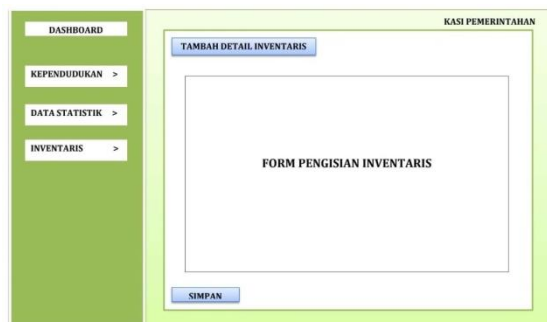 DASHBOARD
KEPENDUDUKAN >
DATA STATISTIK >
INVENTARIS >
KASI PEMERINTAHAN
TAMBAH DETAIL INVENTARIS
FORM PENGISIAN INVENTARIS
SIMPAN